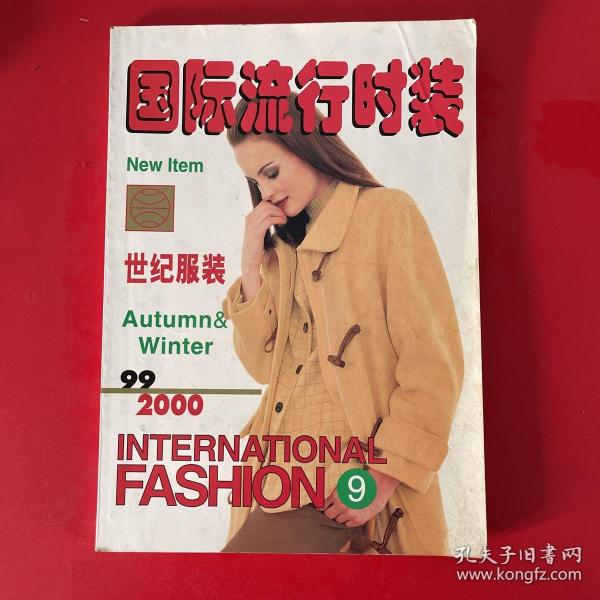 国际流行时装
New Item
世纪服装
Autumn&
Winter
99
2000
INTERNATIONAL
FASHION 9
孔夫子旧书网
www.kongfz.com